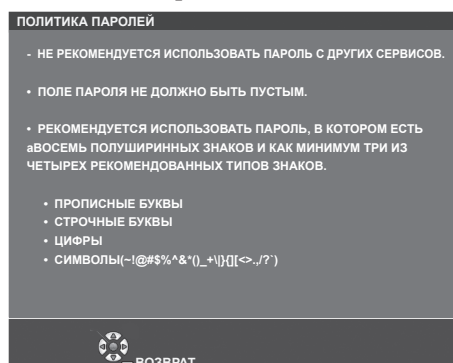 ПОЛИТИКА ПАРОЛЕЙ
- НЕ РЕКОМЕНДУЕТСЯ ИСПОЛЬЗОВАТЬ ПАРОЛЬ С ДРУГИХ СЕРВИСОВ.
• ПОЛЕ ПАРОЛЯ НЕ ДОЛЖНО БЫТЬ ПУСТЫМ.
• РЕКОМЕНДУЕТСЯ ИСПОЛЬЗОВАТЬ ПАРОЛЬ, В КОТОРОМ ЕСТЬ
аВОСЕМЬ ПОЛУШИРИННЫХ ЗНАКОВ И КАК МИНИМУМ ТРИ ИЗ
ЧЕТЫРЕХ РЕКОМЕНДОВАННЫХ ТИПОВ ЗНАКОВ.
• ПРОПИСНЫЕ БУКВЫ
• СТРОЧНЫЕ БУКВЫ
• ЦИФРЫ
• СИМВОЛЫ(~!@#$%^&*()_+\|}{][<>.,/?`)
ВОЗВРАТ